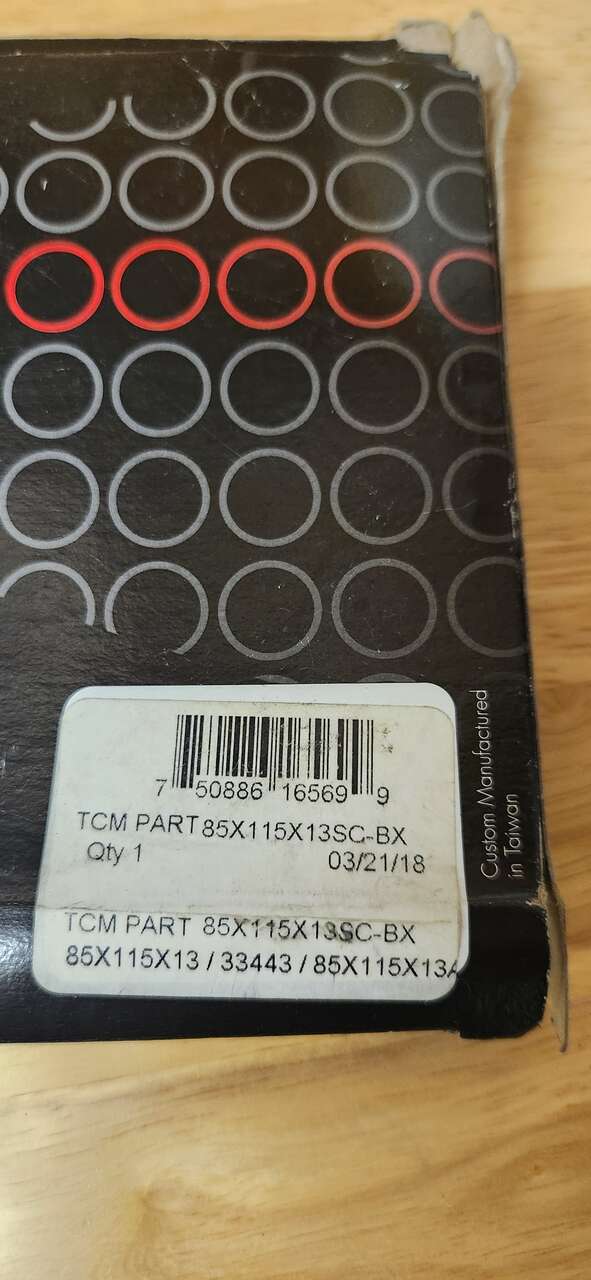 7 50886 16569 9
TCM PART 85X115X13SC-BX
Qty 1 03/21/18
TCM PART 85X115X13SC-BX
85X115X13 / 33443 / 85X115X13A
Custom Manufactured
in Taiwan